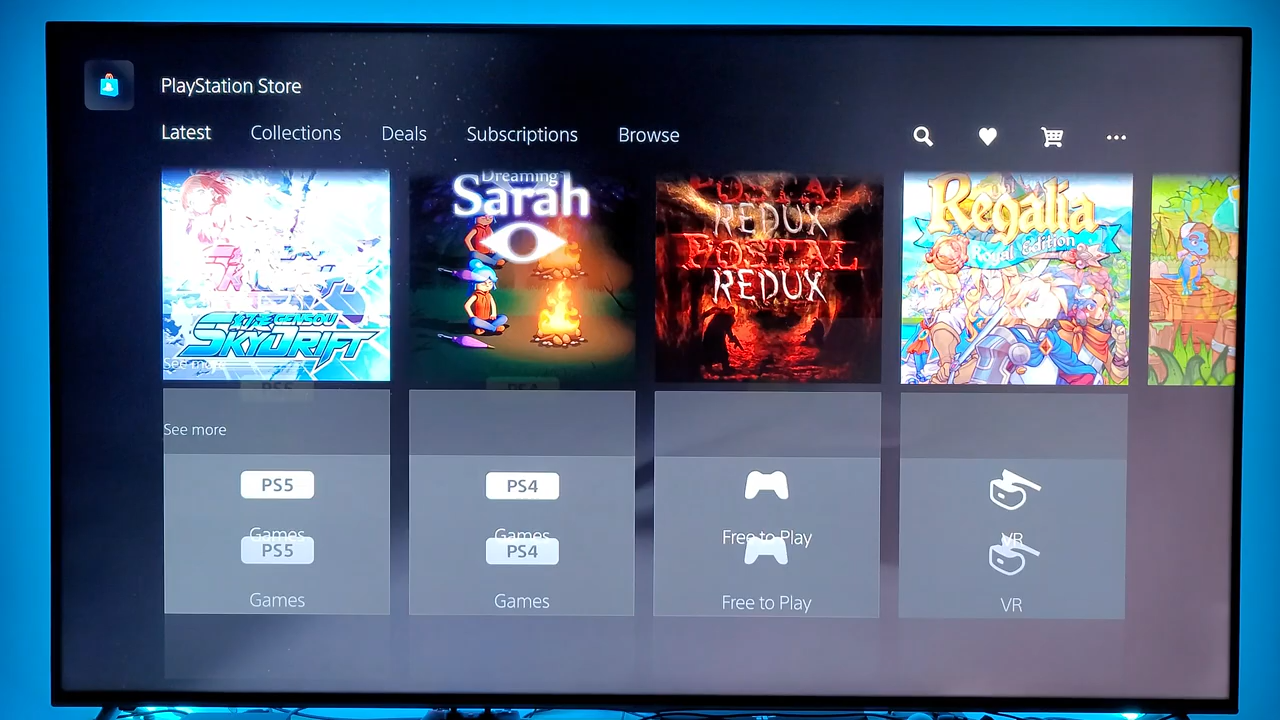 PlayStation Store
Latest Collections Deals Subscriptions Browse
GENSOU
SKYDRIFT
See more
Dreaming
Sarah
POSTAL
REDUX
POSTAL
REDUX
Regalia
Royal Edition
PS5
PS4
See more
PS5
Games
PS5
Games
PS4
Games
PS4
Games
Free to Play
Free to Play
VR
VR